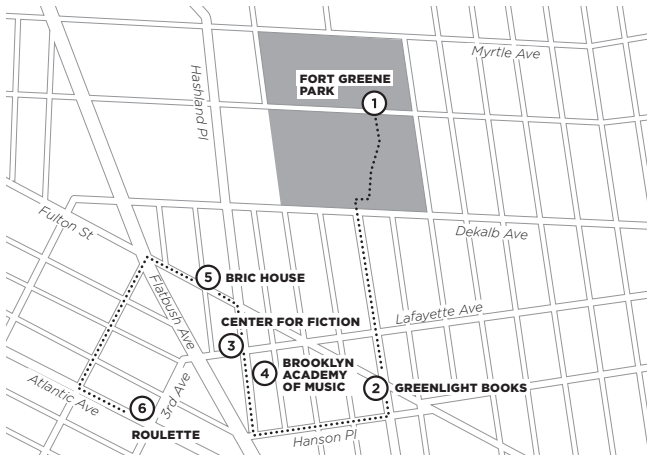 Myrtle Ave
Hashland Pl
FORT GREENE
PARK
1
Fulton St
Dekalb Ave
5 BRIC HOUSE
Flatbush Ave
Lafayette Ave
CENTER FOR FICTION
3
4 BROOKLYN
ACADEMY
OF MUSIC
2 GREENLIGHT BOOKS
Atlantic Ave
3rd Ave
6
ROULETTE
Hanson Pl